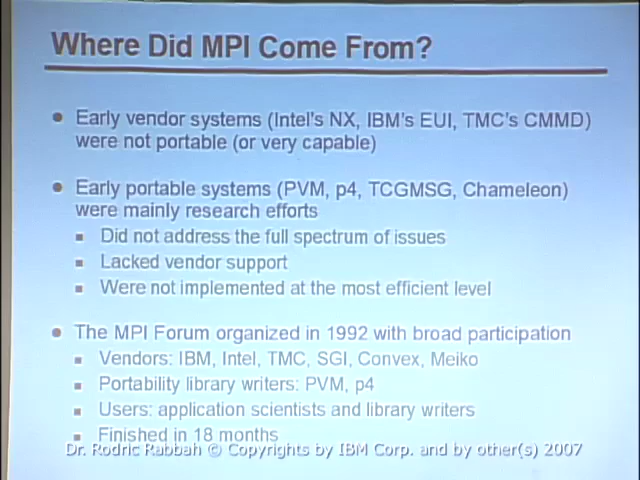 Where Did MPI Come From?
Early vendor systems (Intel's NX, IBM's EUI, TMC's CMMD)
were not portable (or very capable)
Early portable systems (PVM, p4, TCGMSG, Chameleon)
were mainly research efforts
Did not address the full spectrum of issues
Lacked vendor support
Were not implemented at the most efficient level
The MPI Forum organized in 1992 with broad participation
Vendors: IBM, Intel, TMC, SGI, Convex, Meiko
Portability library writers: PVM, p4
Users: application scientists and library writers
Finished in 18 months
Dr. Rodric Rabbah © Copyrights by IBM Corp. and by other(s) 2007